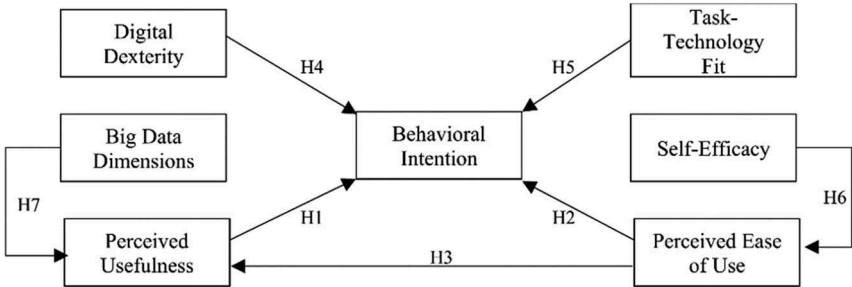 Digital
Dexterity
Task-
Technology
Fit
H4
H5
Big Data
Dimensions
Behavioral
Intention
Self-Efficacy
H7
H6
H1
H2
Perceived
Usefulness
H3
Perceived Ease
of Use